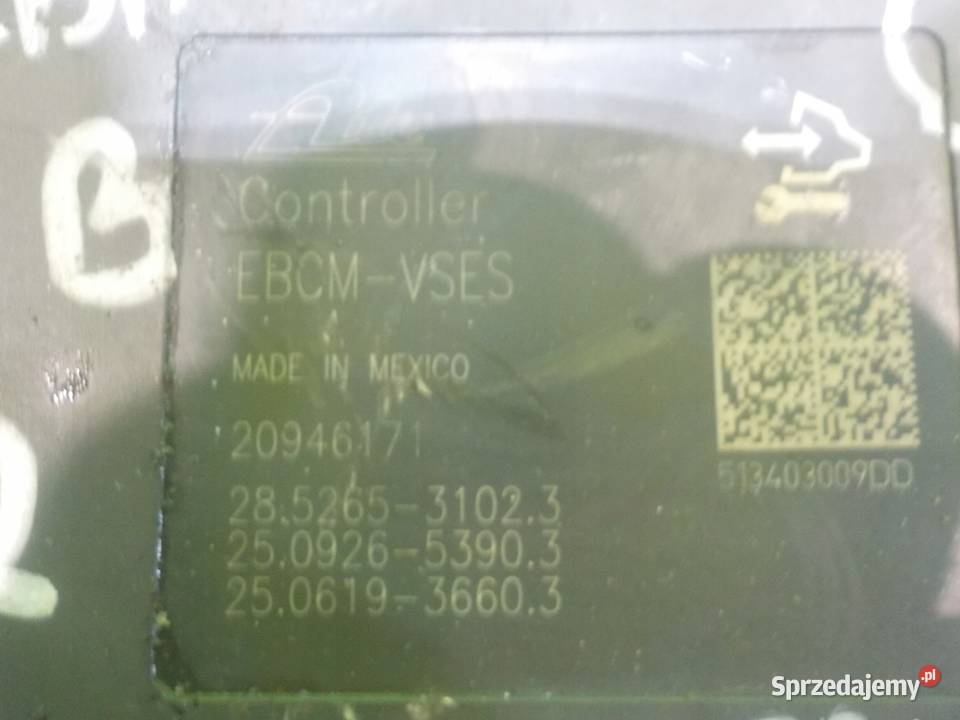 Ate
Controller
EBCM-VSES
MADE IN MEXICO
20946171
513403009DD
28.5265-3102.3
25.0926-5390.3
25.0619-3660.3
B
Sprzedajemy.pl